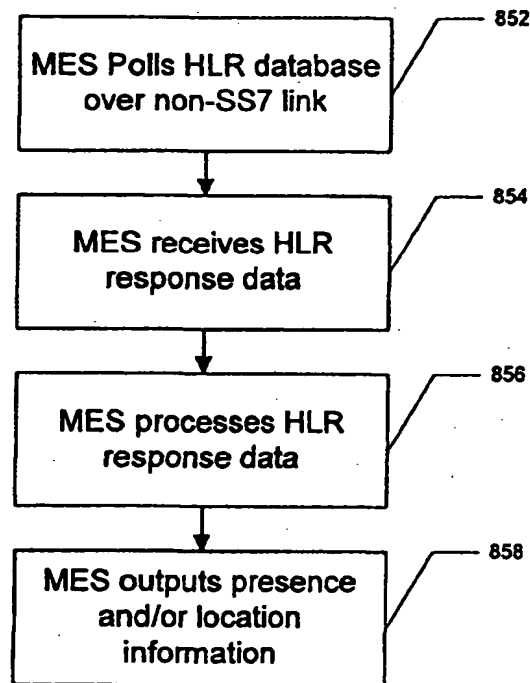 852
MES Polls HLR database
over non-SS7 link
854
MES receives HLR
response data
856
MES processes HLR
response data
858
MES outputs presence
and/or location
information